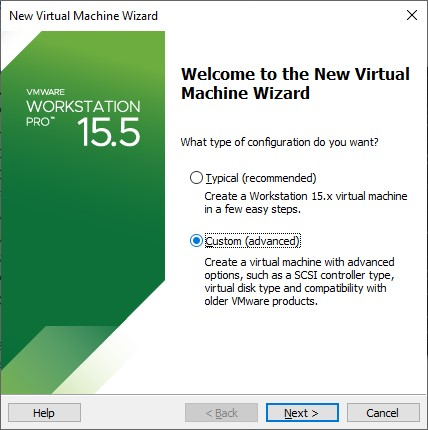 New Virtual Machine Wizard
VMWARE
WORKSTATION
PRO™
15.5
Welcome to the New Virtual
Machine Wizard
What type of configuration do you want?
Typical (recommended)
Create a Workstation 15.x virtual machine
in a few easy steps.
Custom (advanced)
Create a virtual machine with advanced
options, such as a SCSI controller type,
virtual disk type and compatibility with
older VMware products.
Help
< Back
Next >
Cancel